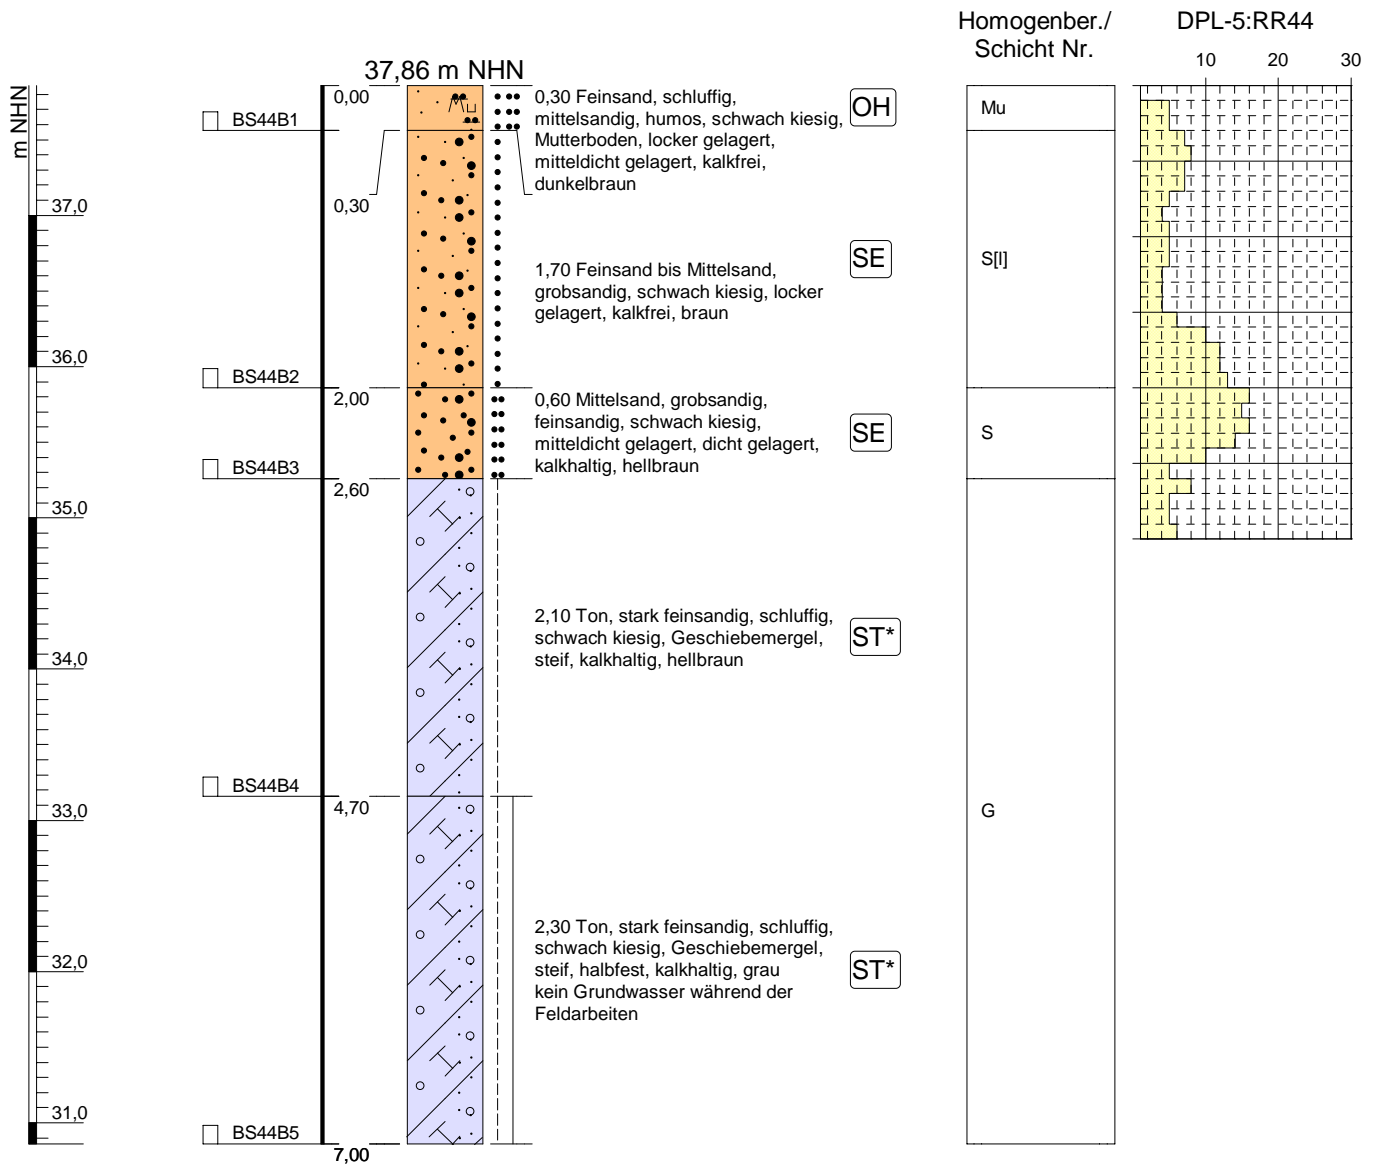 Homogenber./
Schicht Nr.
DPL-5:RR44
10 20 30
37,86 m NHN
m NHN
0,00
BS44B1
0,30 Feinsand, schluffig,
mittelsandig, humos, schwach kiesig,
Mutterboden, locker gelagert,
mitteldicht gelagert, kalkfrei,
dunkelbraun
OH
Mu
37,0
0,30
1,70 Feinsand bis Mittelsand,
grobsandig, schwach kiesig, locker
gelagert, kalkfrei, braun
SE
S[l]
36,0
BS44B2
2,00
0,60 Mittelsand, grobsandig,
feinsandig, schwach kiesig,
mitteldicht gelagert, dicht gelagert,
kalkhaltig, hellbraun
SE
S
BS44B3
2,60
35,0
2,10 Ton, stark feinsandig, schluffig,
schwach kiesig, Geschiebemergel,
steif, kalkhaltig, hellbraun
ST*
34,0
BS44B4
4,70
33,0
G
2,30 Ton, stark feinsandig, schluffig,
schwach kiesig, Geschiebemergel,
steif, halbfest, kalkhaltig, grau
kein Grundwasser während der
Feldarbeiten
ST*
32,0
31,0
BS44B5
7,00